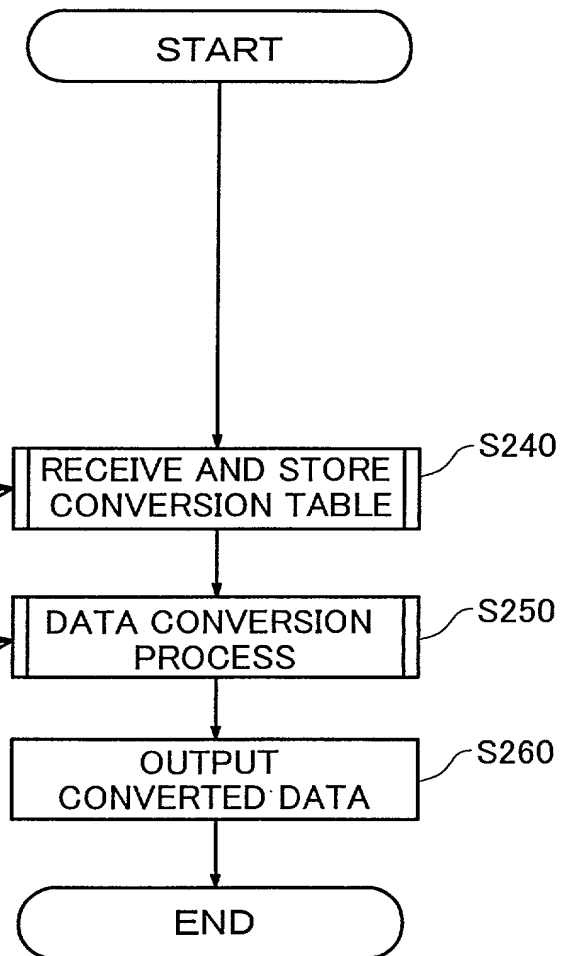 START
RECEIVE AND STORE
CONVERSION TABLE
S240
DATA CONVERSION
PROCESS
S250
OUTPUT
CONVERTED DATA
S260
END